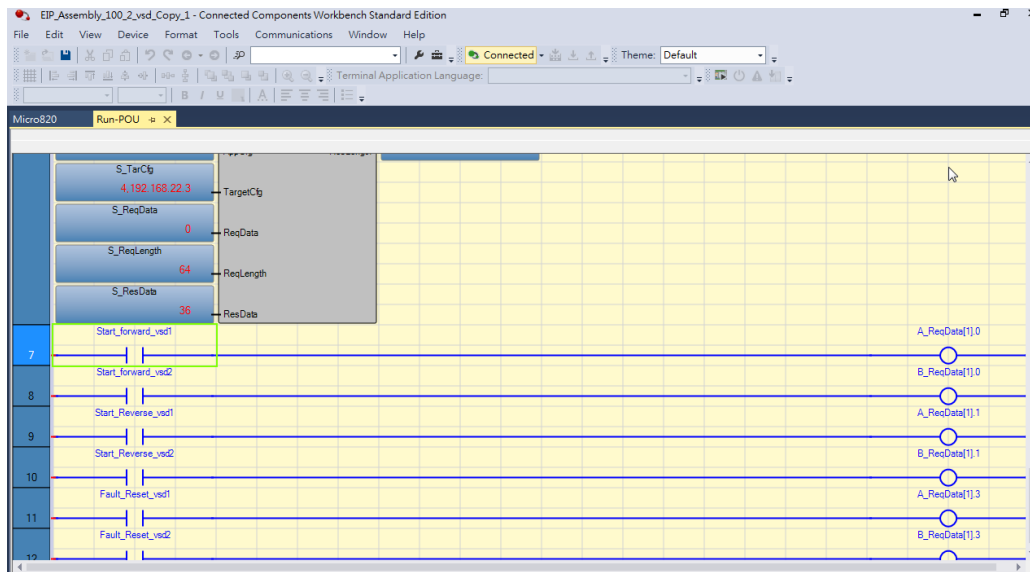 EIP_Assembly_100_2_vsd_Copy_1 - Connected Components Workbench Standard Edition
File Edit View Device Format Tools Communications Window Help
Connected Theme: Default
Terminal Application Language:
B I U A
Micro820 Run-POU
S_TarCfg
4,192.168.22.3 TargetCfg
S_ReqData
0 ReqData
S_ReqLength
64 ReqLength
S_ResData
36 ResData
Start_forward_vsd1 A_ReqData[1].0
7
Start_forward_vsd2 B_ReqData[1].0
8
Start_Reverse_vsd1 A_ReqData[1].1
9
Start_Reverse_vsd2 B_ReqData[1].1
10
Fault_Reset_vsd1 A_ReqData[1].3
11
Fault_Reset_vsd2 B_ReqData[1].3
12